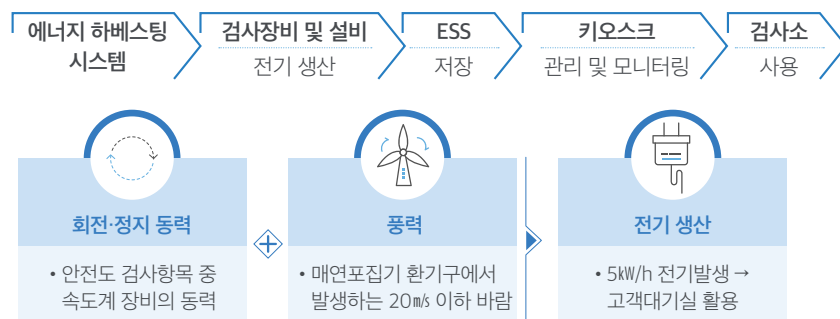 에너지 하베스팅
시스템
검사장비 및 설비
전기 생산
ESS
저장
키오스크
관리 및 모니터링
검사소
사용
회전·정지 동력
• 안전도 검사항목 중
속도계 장비의 동력
풍력
• 매연포집기 환기구에서
발생하는 20㎧ 이하 바람
전기 생산
• 5㎾/h 전기발생 →
고객대기실 활용